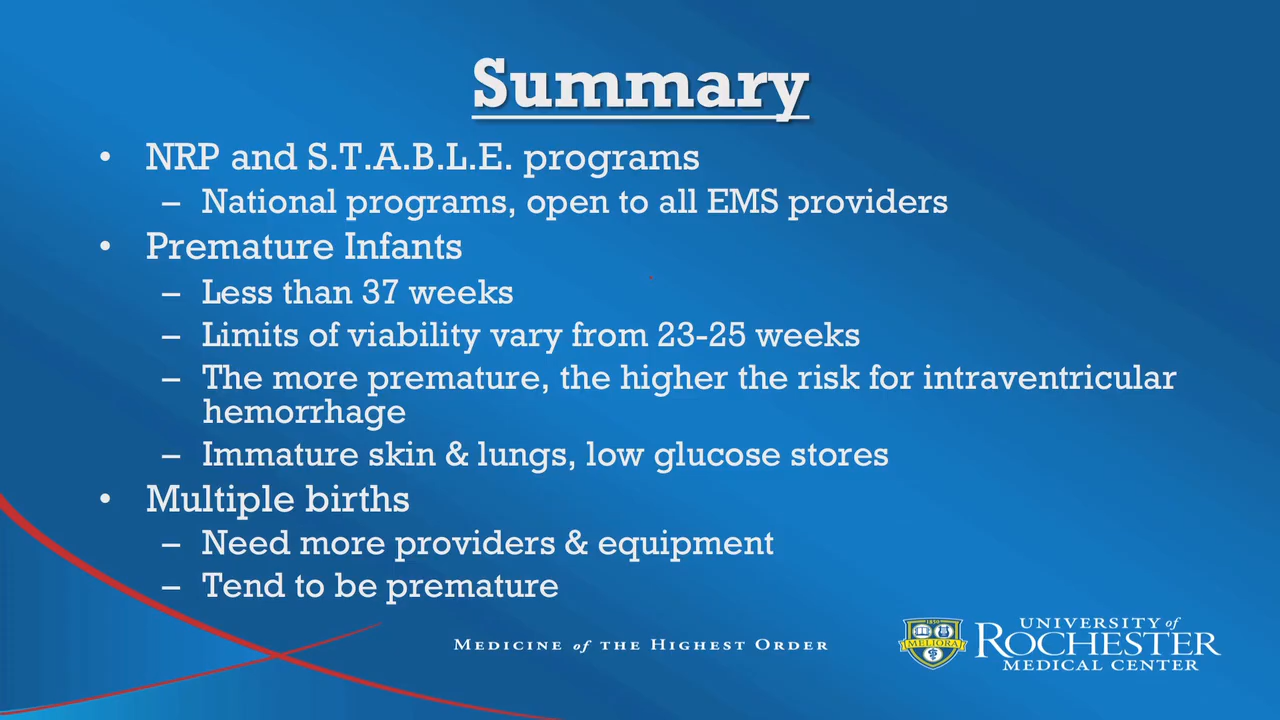 Summary
• NRP and S.T.A.B.L.E. programs
– National programs, open to all EMS providers
• Premature Infants
– Less than 37 weeks
– Limits of viability vary from 23-25 weeks
– The more premature, the higher the risk for intraventricular
hemorrhage
– Immature skin & lungs, low glucose stores
• Multiple births
– Need more providers & equipment
– Tend to be premature
MEDICINE of THE HIGHEST ORDER
1850
MELIORA
UNIVERSITY of
ROCHESTER
MEDICAL CENTER